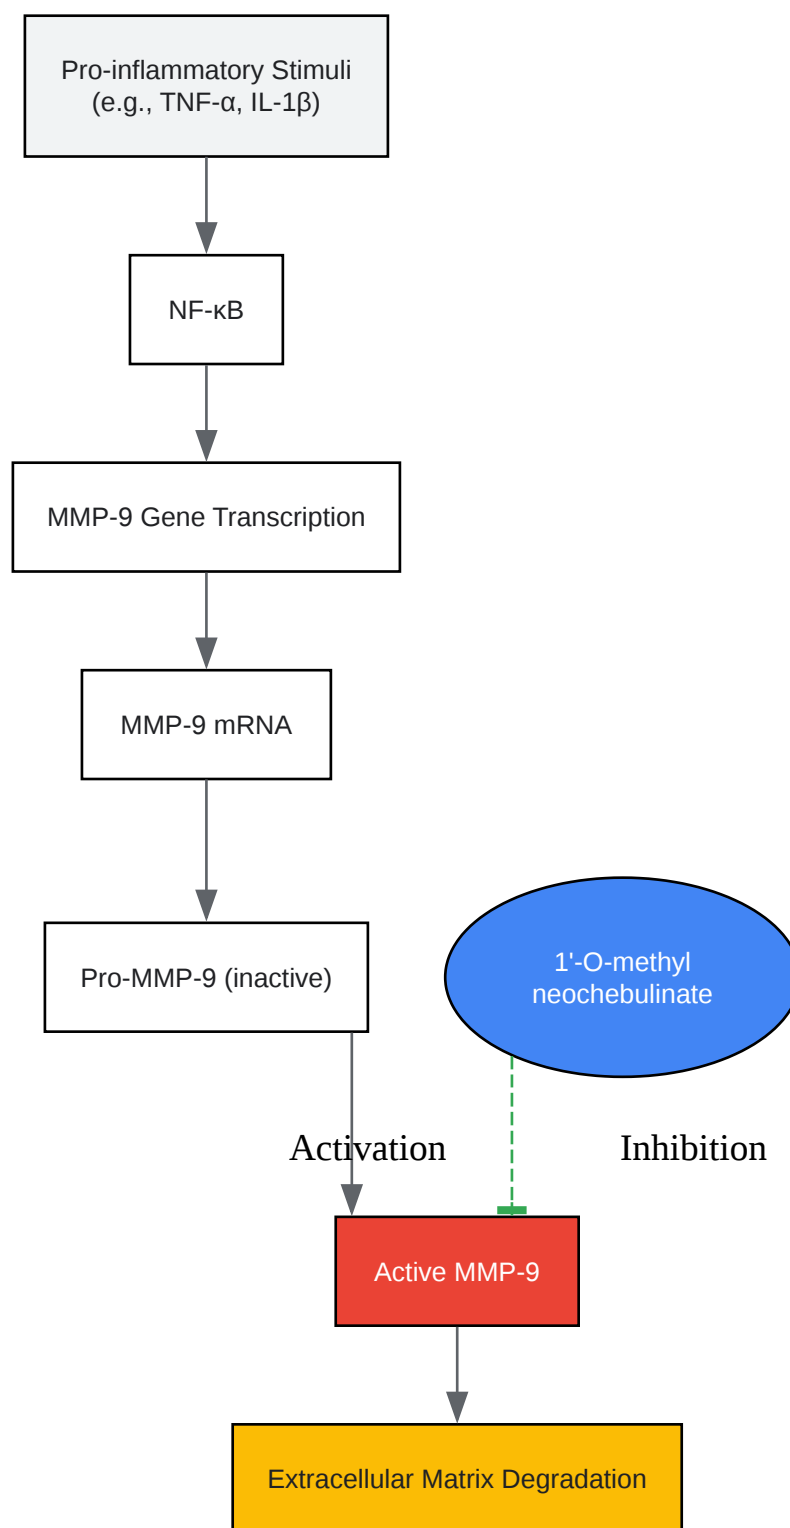 Pro-inflammatory Stimuli
(e.g., TNF-α, IL-1β)
NF-κB
MMP-9 Gene Transcription
MMP-9 mRNA
Pro-MMP-9 (inactive)
1'-O-methyl
neochebulinate
Activation
Inhibition
Active MMP-9
Extracellular Matrix Degradation